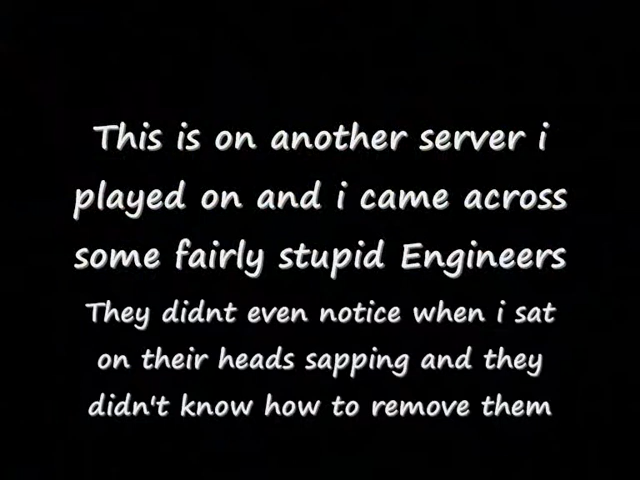 This is on another server i
played on and i came across
some fairly stupid Engineers
They didnt even notice when i sat
on their heads sapping and they
didn't know how to remove them